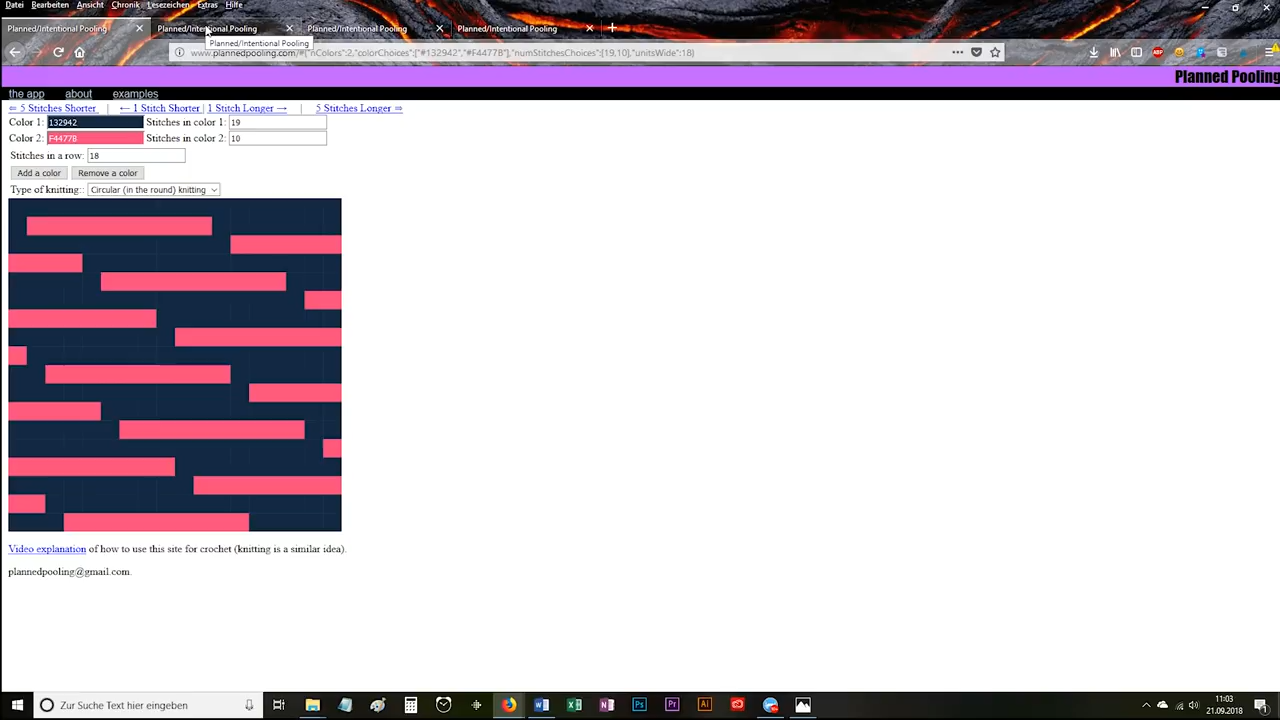 Datei Bearbeiten Ansicht Chronik Lesezeichen Extras Hilfe
Planned/Intentional Pooling Planned/Intentional Pooling Planned/Intentional Pooling Planned/Intentional Pooling
Planned/Intentional Pooling
www.plannedpooling.com/#{"nColors":2,"colorChoices":["#132942","#F4477B"],"numStitchesChoices":[19,10],"unitsWide":18}
Planned Pooling
the app about examples
⇐ 5 Stitches Shorter | ← 1 Stitch Shorter | 1 Stitch Longer → | 5 Stitches Longer ⇒
Color 1: 132942 Stitches in color 1: 19
Color 2: F4477B Stitches in color 2: 10
Stitches in a row: 18
Add a color Remove a color
Type of knitting:: Circular (in the round) knitting
Video explanation of how to use this site for crochet (knitting is a similar idea).
plannedpooling@gmail.com.
Zur Suche Text hier eingeben
11:03
21.09.2018